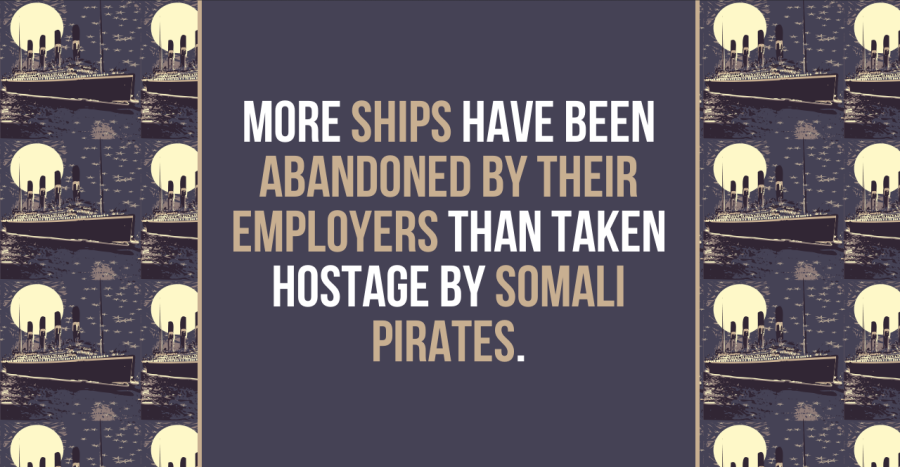 MORE SHIPS HAVE BEEN
ABANDONED BY THEIR
EMPLOYERS THAN TAKEN
HOSTAGE BY SOMALI
PIRATES.